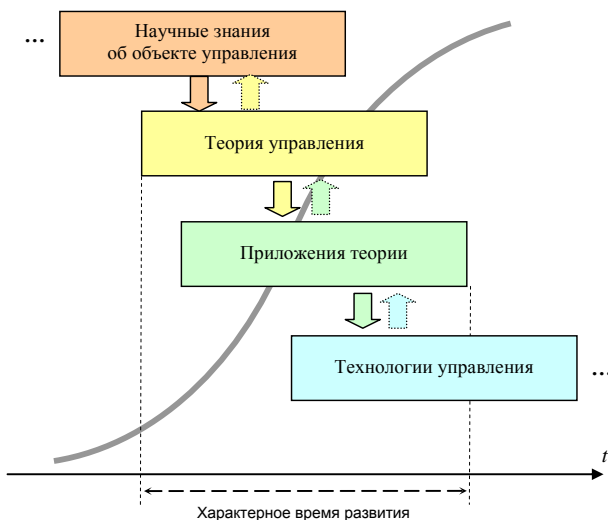 ...
Научные знания
об объекте управления
Теория управления
Приложения теории
Технологии управления
...
t
Характерное время развития